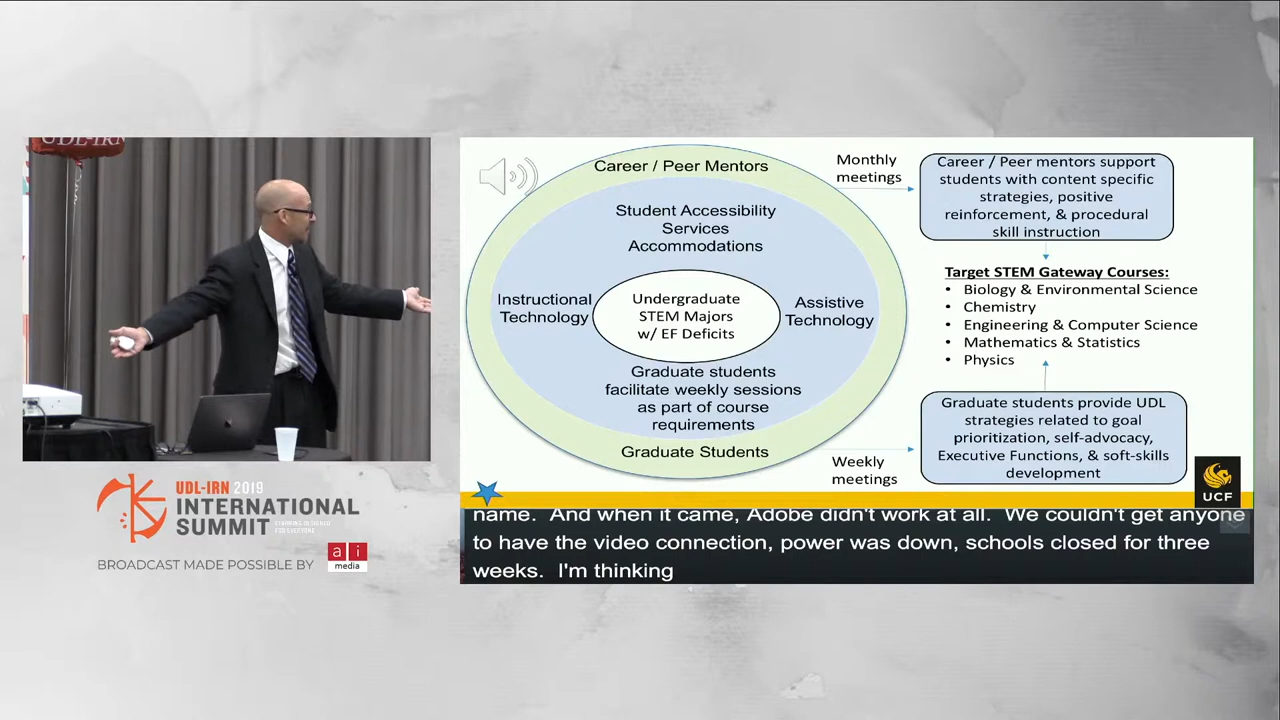 UDL-IRN
Career / Peer Mentors
Student Accessibility
Services
Accommodations
Instructional
Technology
Undergraduate
STEM Majors
w/ EF Deficits
Assistive
Technology
Graduate students
facilitate weekly sessions
as part of course
requirements
Graduate Students
Monthly
meetings
Career / Peer mentors support
students with content specific
strategies, positive
reinforcement, & procedural
skill instruction
Target STEM Gateway Courses:
• Biology & Environmental Science
• Chemistry
• Engineering & Computer Science
• Mathematics & Statistics
• Physics
Graduate students provide UDL
strategies related to goal
prioritization, self-advocacy,
Executive Functions, & soft-skills
development
Weekly
meetings
UCF
name. And when it came, Adobe didn't work at all. We couldn't get anyone
to have the video connection, power was down, schools closed for three
weeks. I'm thinking
UDL-IRN 2019
INTERNATIONAL
SUMMIT
FOR EVERYONE
BROADCAST MADE POSSIBLE BY
ai
media